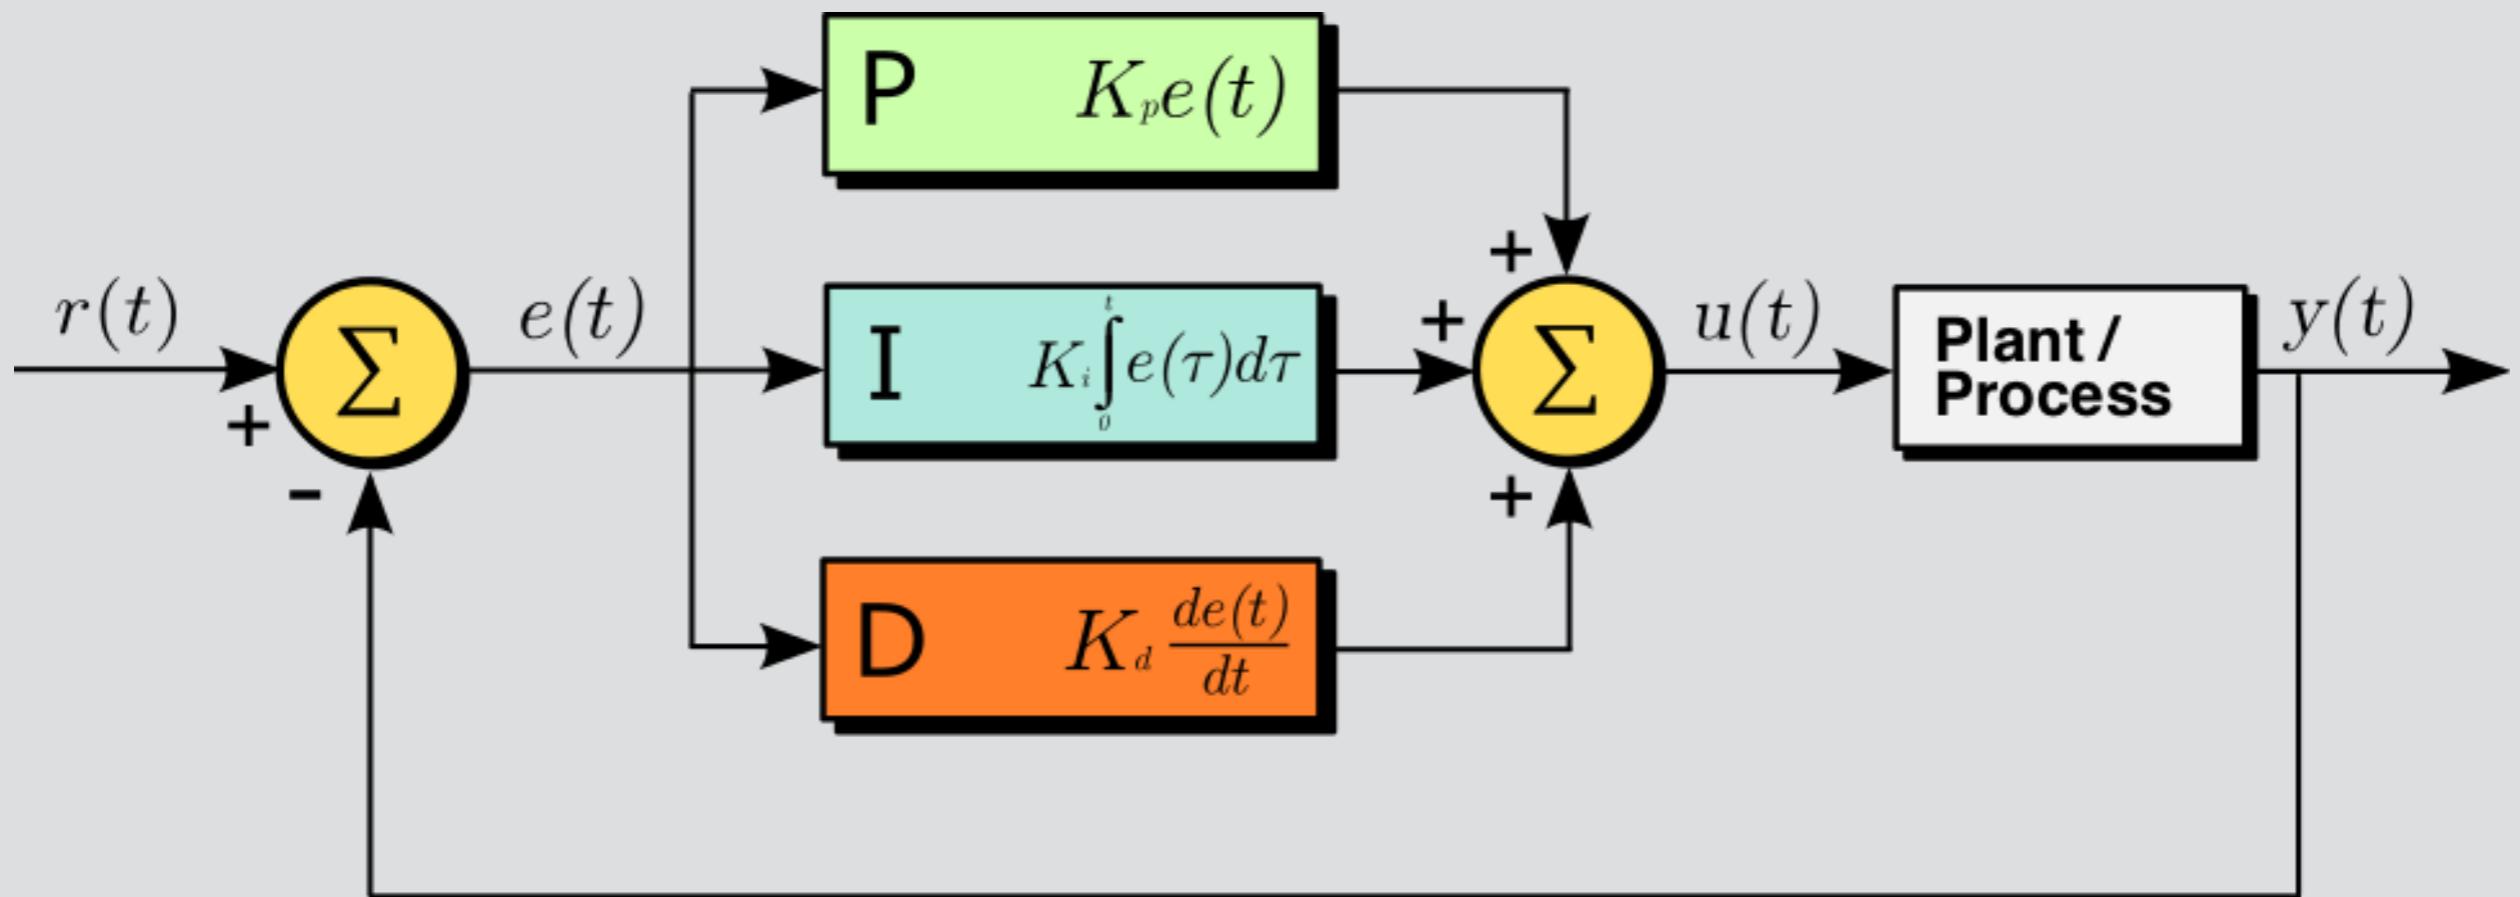 P K_p e(t)
r(t)
+
-
Σ
e(t)
I K_i ∫_0^t e(τ)dτ
D K_d de(t)/dt
+
+
+
Σ
u(t)
Plant /
Process
y(t)